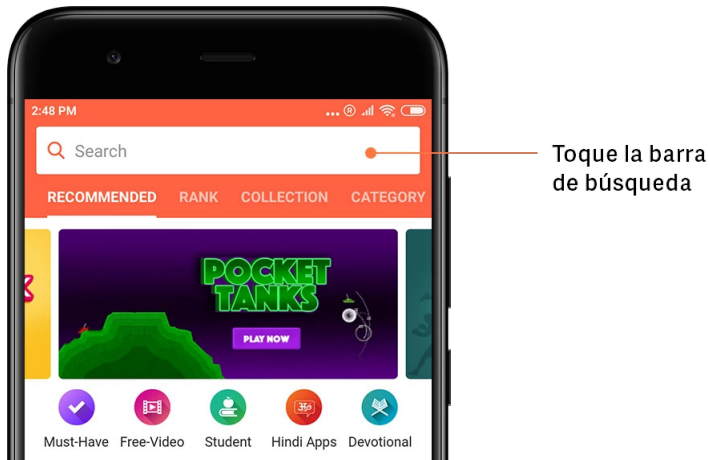 2:48 PM
Search
Toque la barra
de búsqueda
RECOMMENDED RANK COLLECTION CATEGORY
POCKET
TANKS
PLAY NOW
Must-Have Free-Video Student Hindi Apps Devotional